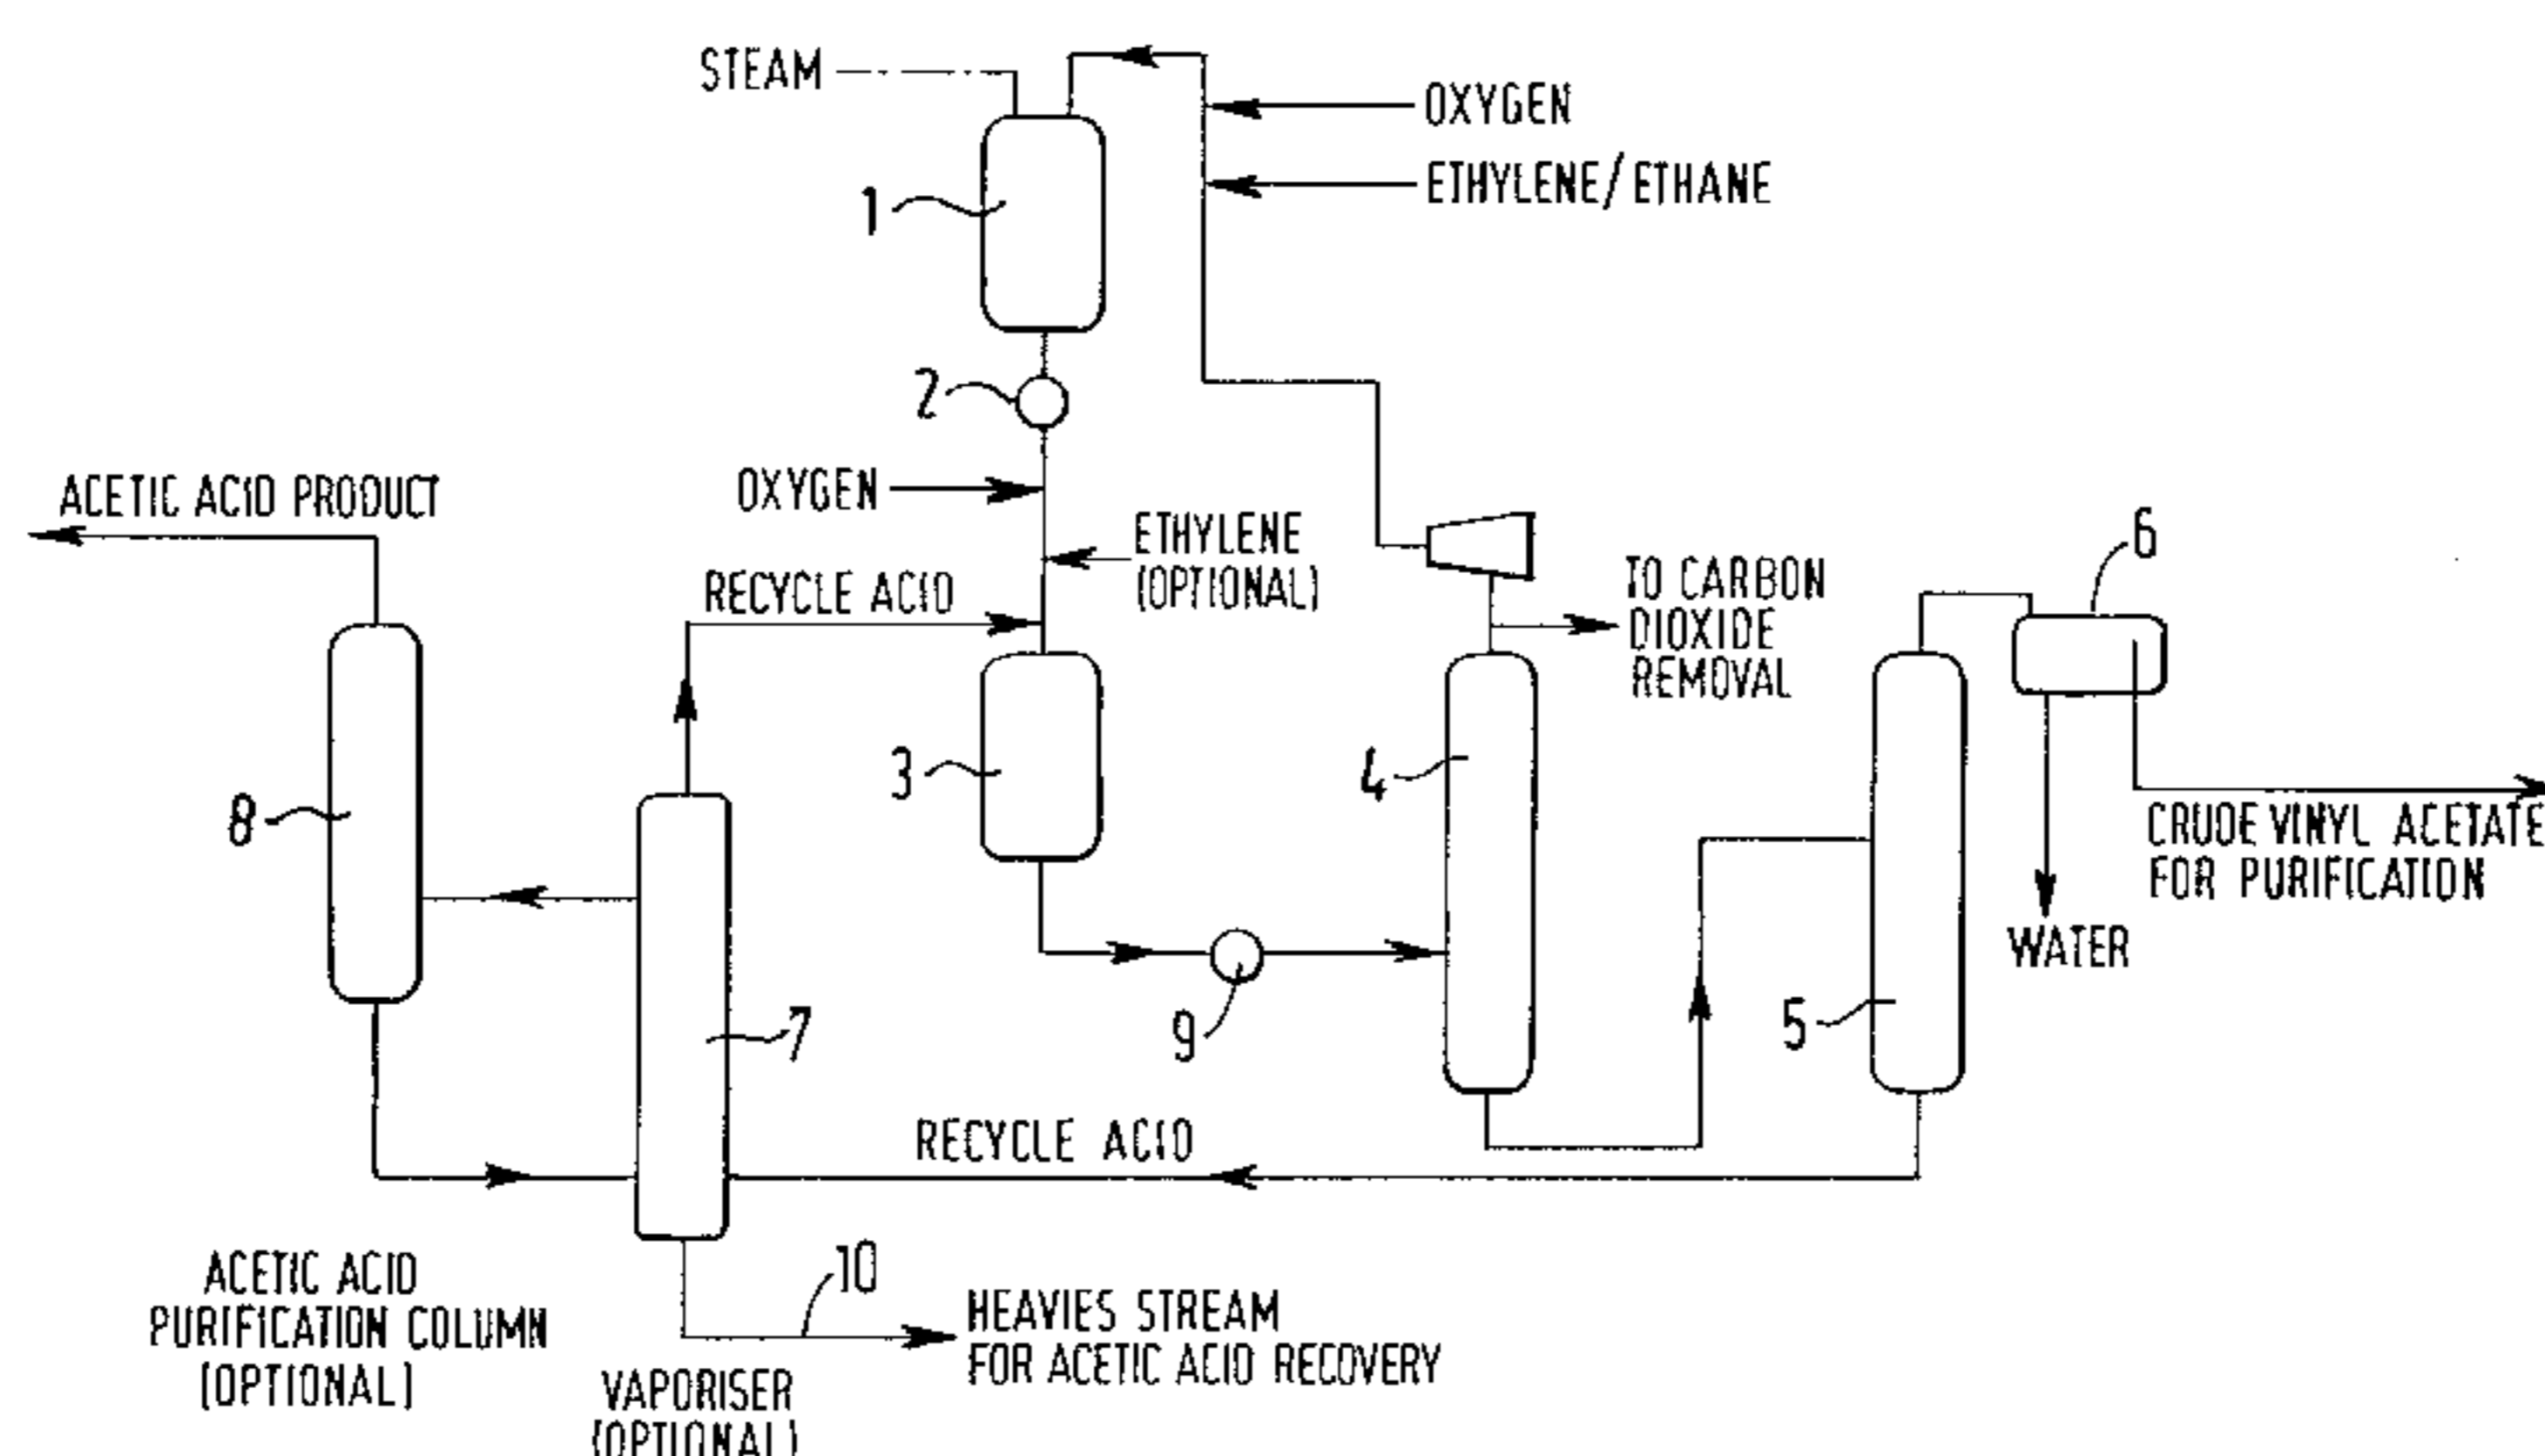 STEAM
OXYGEN
ETHYLENE/ETHANE
1
2
OXYGEN
ACETIC ACID PRODUCT
ETHYLENE
(OPTIONAL)
RECYCLE ACID
6
TO CARBON
DIOXIDE
REMOVAL
3
4
8
CRUDE VINYL ACETATE
FOR PURIFICATION
WATER
7
9
5
RECYCLE ACID
10
ACETIC ACID
PURIFICATION COLUMN
(OPTIONAL)
HEAVIES STREAM
FOR ACETIC ACID RECOVERY
VAPORISER
(OPTIONAL)